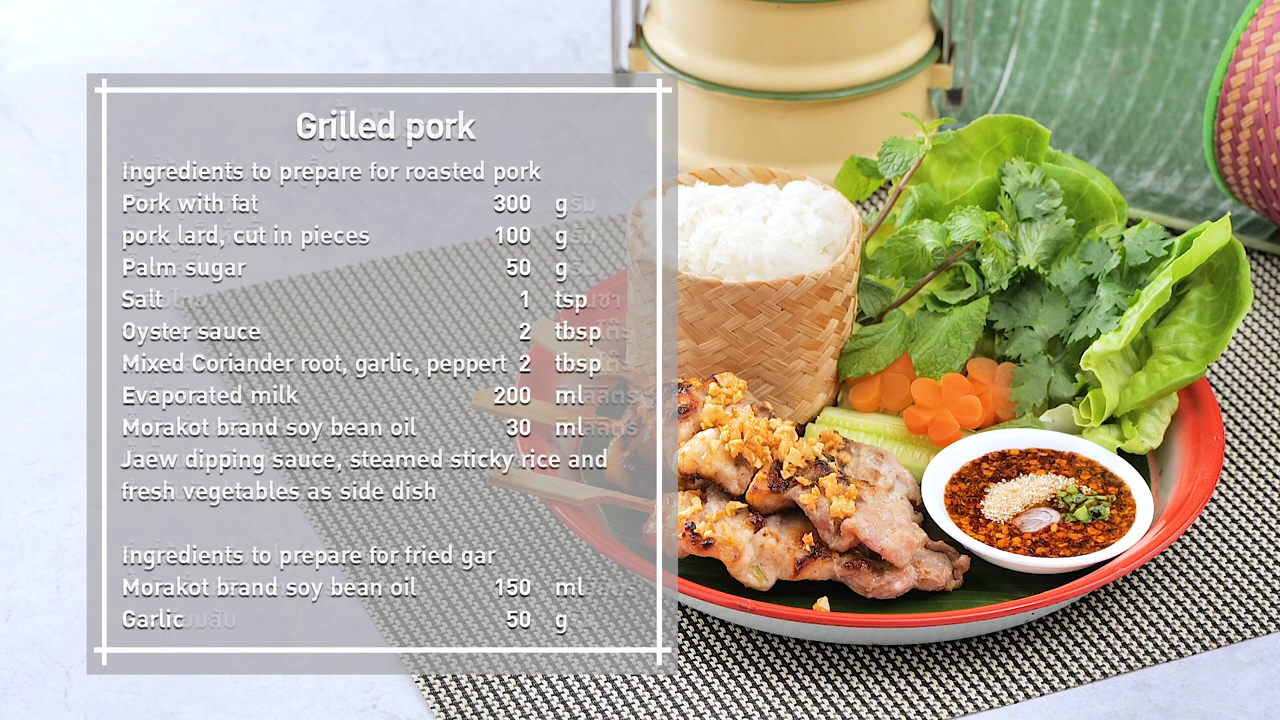 Grilled pork
Ingredients to prepare for roasted pork
Pork with fat 300 g
pork lard, cut in pieces 100 g
Palm sugar 50 g
Salt 1 tsp
Oyster sauce 2 tbsp
Mixed Coriander root, garlic, peppert 2 tbsp
Evaporated milk 200 ml
Morakot brand soy bean oil 30 ml
Jaew dipping sauce, steamed sticky rice and
fresh vegetables as side dish
Ingredients to prepare for fried gar
Morakot brand soy bean oil 150 ml
Garlic 50 g